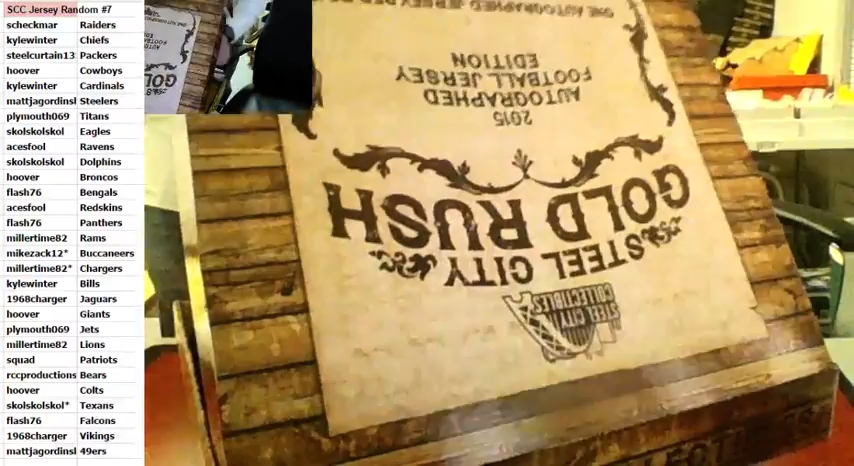 SCC Jersey Random #7
scheckmar Raiders
kylewinter Chiefs
steelcurtain13 Packers
hoover Cowboys
kylewinter Cardinals
mattjagordinsl Steelers
plymouth069 Titans
skolskolskol Eagles
acesfool Ravens
skolskolskol Dolphins
hoover Broncos
flash76 Bengals
acesfool Redskins
flash76 Panthers
millertime82 Rams
mikezack12* Buccaneers
millertime82* Chargers
kylewinter Bills
1968charger Jaguars
hoover Giants
plymouth069 Jets
millertime82 Lions
squad Patriots
rccproductions Bears
hoover Colts
skolskolskol* Texans
flash76 Falcons
1968charger Vikings
mattjagordinsl 49ers
STEEL CITY
COLLECTIBLES
STEEL CITY
GOLD RUSH
2015
AUTOGRAPHED
FOOTBALL JERSEY
EDITION
ONE AUTOGRAPHED JERSEY PER